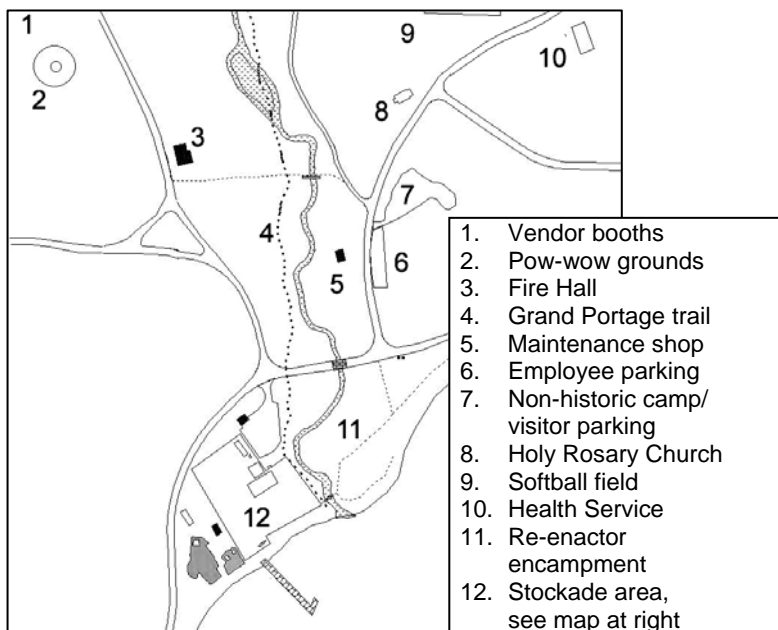 1
2
3
4
5
6
7
8
9
10
11
12
1. Vendor booths
2. Pow-wow grounds
3. Fire Hall
4. Grand Portage trail
5. Maintenance shop
6. Employee parking
7. Non-historic camp/
visitor parking
8. Holy Rosary Church
9. Softball field
10. Health Service
11. Re-enactor
encampment
12. Stockade area,
see map at right